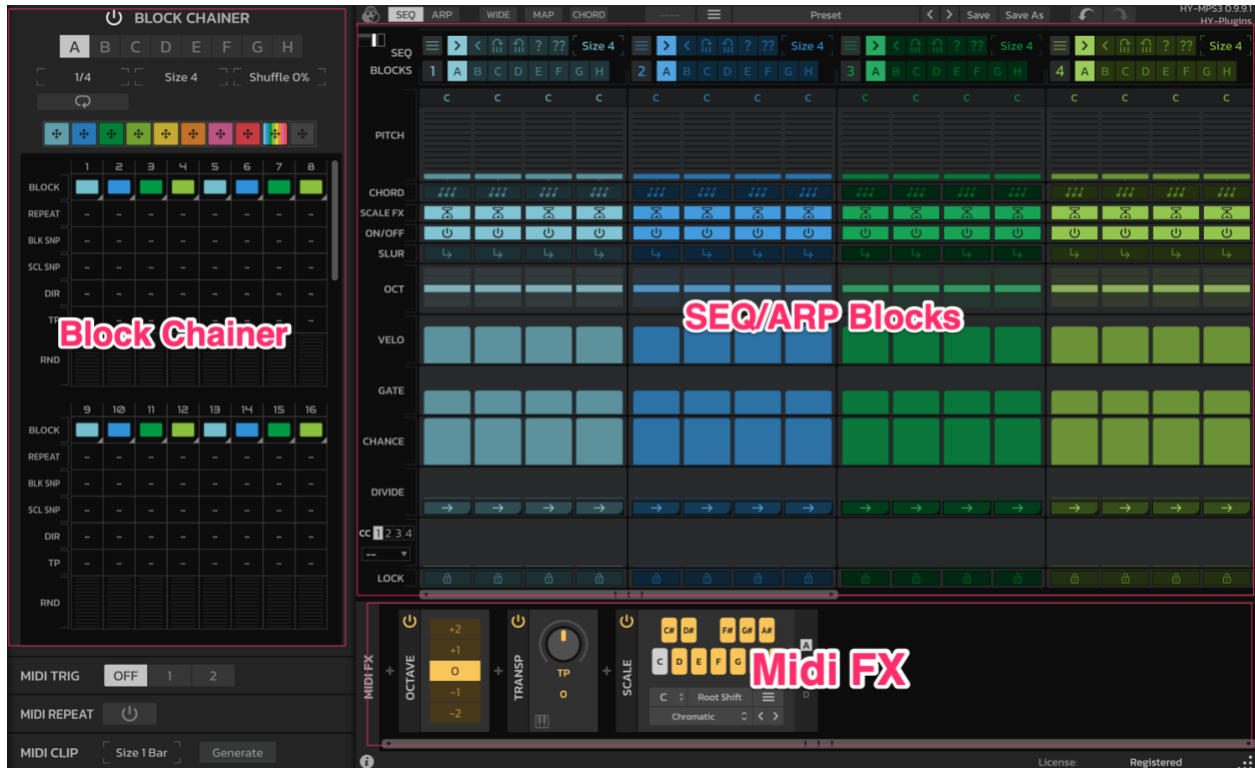 BLOCK CHAINER
A B C D E F G H
1/4 Size 4 Shuffle 0%
1 2 3 4 5 6 7 8
BLOCK
REPEAT - - - - - - - -
BLK SNP - - - - - - - -
SCL SNP - - - - - - - -
DIR - - - - - - - -
TP
Block Chainer
RND
9 10 11 12 13 14 15 16
BLOCK
REPEAT - - - - - - - -
BLK SNP - - - - - - - -
SCL SNP - - - - - - - -
DIR - - - - - - - -
TP - - - - - - - -
RND
MIDI TRIG OFF 1 2
MIDI REPEAT
MIDI CLIP Size 1 Bar Generate
SEQ ARP WIDE MAP CHORD ---- Preset < > Save Save As
HY-MPS3 0.9.91
HY-Plugins
SEQ > < ? ?? Size 4 > < ? ?? Size 4 > < ? ?? Size 4 > < ? ?? Size 4
BLOCKS 1 A B C D E F G H 2 A B C D E F G H 3 A B C D E F G H 4 A B C D E F G H
C C C C C C C C C C C C C C C C
PITCH
CHORD
SCALE FX
ON/OFF
SLUR
OCT
SEQ/ARP Blocks
VELO
GATE
CHANCE
DIVIDE
CC 1 2 3 4
--
LOCK
MIDI FX
+ OCTAVE +2 +1 0 -1 -2
+ TRANSP TP 0
+ SCALE C# D# F# G# A#
C D E F G
A
D
Midi FX
C Root Shift
Chromatic < >
License: Registered